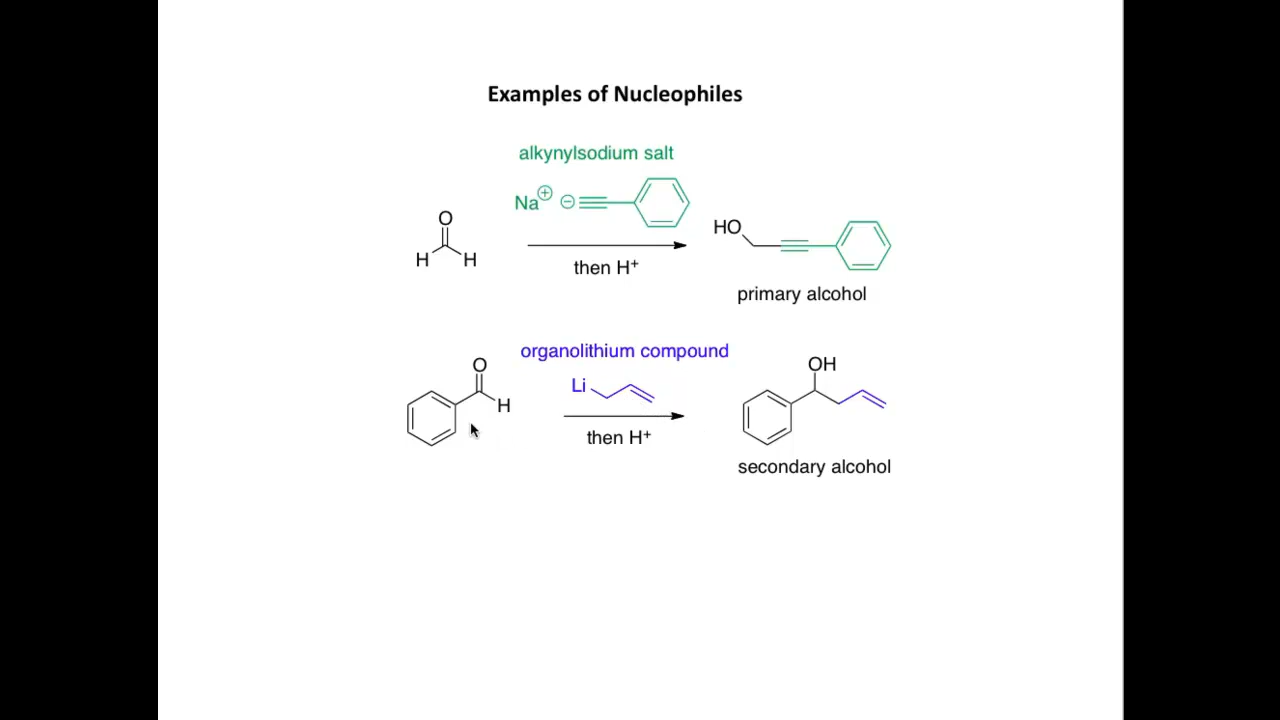 Examples of Nucleophiles
alkynylsodium salt
Na⊕ ⊖
O
H H
HO
then H+
primary alcohol
organolithium compound
O
H
Li
OH
then H+
secondary alcohol